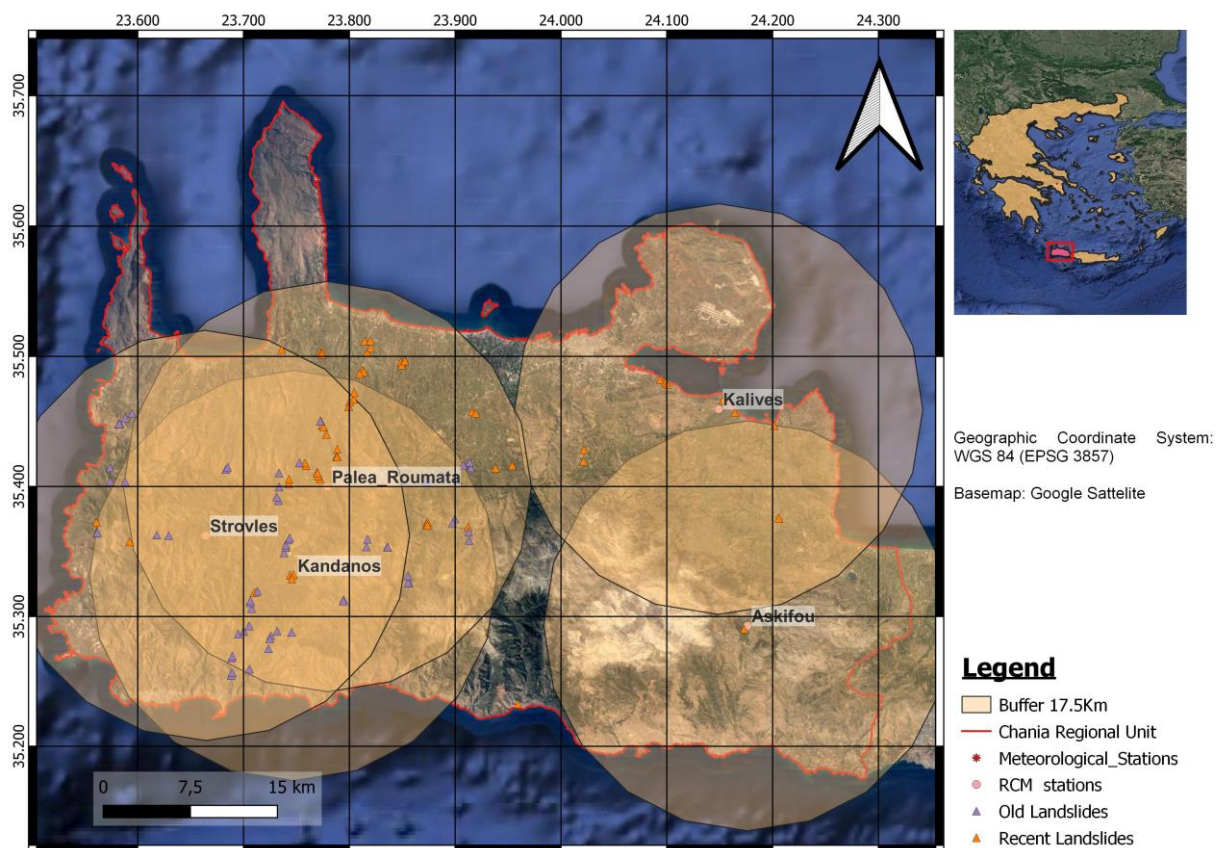 23.600 23.700 23.800 23.900 24.000 24.100 24.200 24.300
35.700
35.600
35.500
35.400
35.300
35.200
Kalives
Palea_Roumata
Strovles
Kandanos
Askifou
0 7,5 15 km
Geographic Coordinate System:
WGS 84 (EPSG 3857)
Basemap: Google Sattelite
Legend
Buffer 17.5Km
Chania Regional Unit
Meteorological_Stations
RCM stations
Old Landslides
Recent Landslides